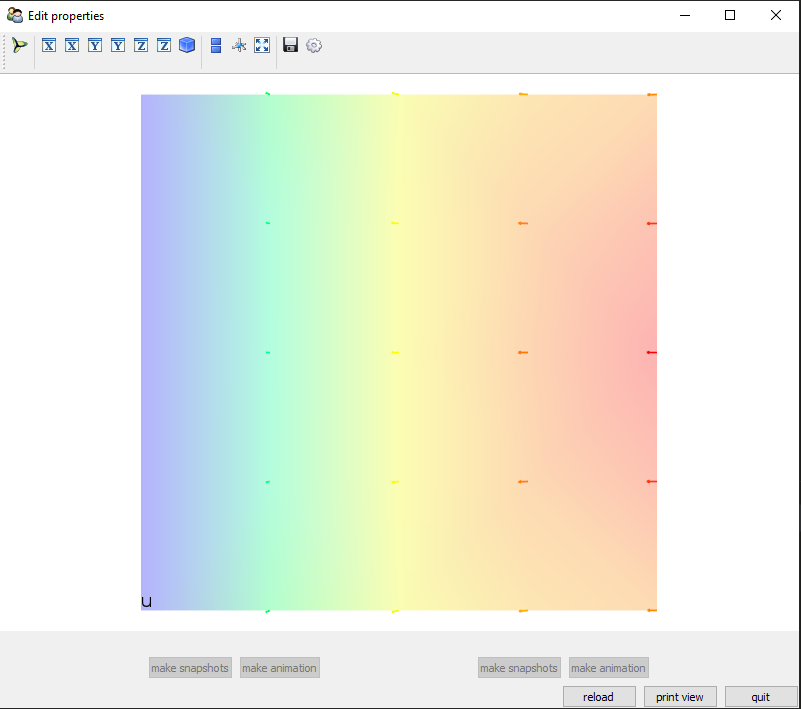 Edit properties
X X Y Y Z Z
u
make snapshots make animation make snapshots make animation
reload print view quit